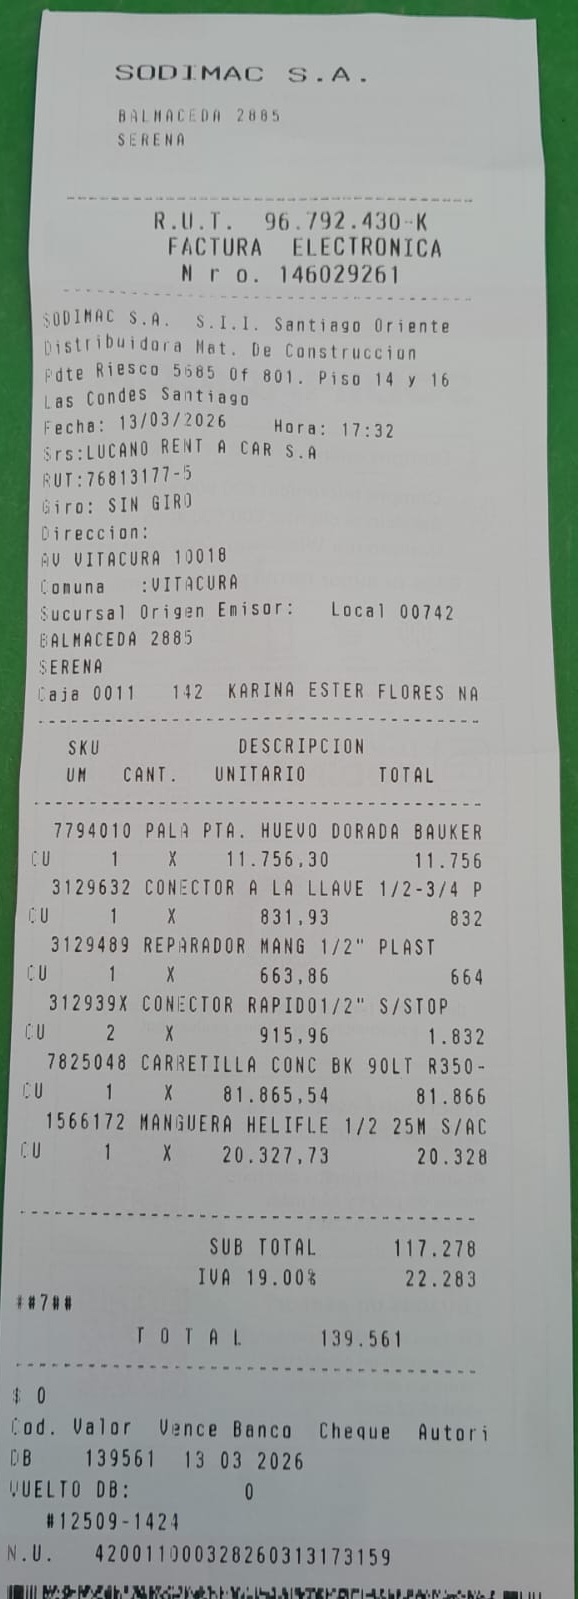 SODIMAC S.A.
BALMACEDA 2885
SERENA
R.U.T. 96.792.430-K
FACTURA ELECTRONICA
N r o. 146029261
SODIMAC S.A. S.I.I. Santiago Oriente
Distribuidora Mat. De Construccion
Pdte Riesco 5685 Of 801. Piso 14 y 16
Las Condes Santiago
Fecha: 13/03/2026 Hora: 17:32
Srs:LUCANO RENT A CAR S.A
RUT:76813177-5
Giro: SIN GIRO
Direccion:
AV VITACURA 10018
Comuna :VITACURA
Sucursal Origen Emisor: Local 00742
BALMACEDA 2885
SERENA
Caja 0011 142 KARINA ESTER FLORES NA
SKU DESCRIPCION
UM CANT. UNITARIO TOTAL
7794010 PALA PTA. HUEVO DORADA BAUKER
CU 1 X 11.756,30 11.756
3129632 CONECTOR A LA LLAVE 1/2-3/4 P
CU 1 X 831,93 832
3129489 REPARADOR MANG 1/2" PLAST
CU 1 X 663,86 664
312939X CONECTOR RAPIDO1/2" S/STOP
CU 2 X 915,96 1.832
7825048 CARRETILLA CONC BK 90LT R350-
CU 1 X 81.865,54 81.866
1566172 MANGUERA HELIFLE 1/2 25M S/AC
CU 1 X 20.327,73 20.328
SUB TOTAL 117.278
IVA 19.00% 22.283
##7##
T O T A L 139.561
$ 0
Cod. Valor Vence Banco Cheque Autori
DB 139561 13 03 2026
VUELTO DB: 0
#12509-1424
N.U. 420011000328260313173159